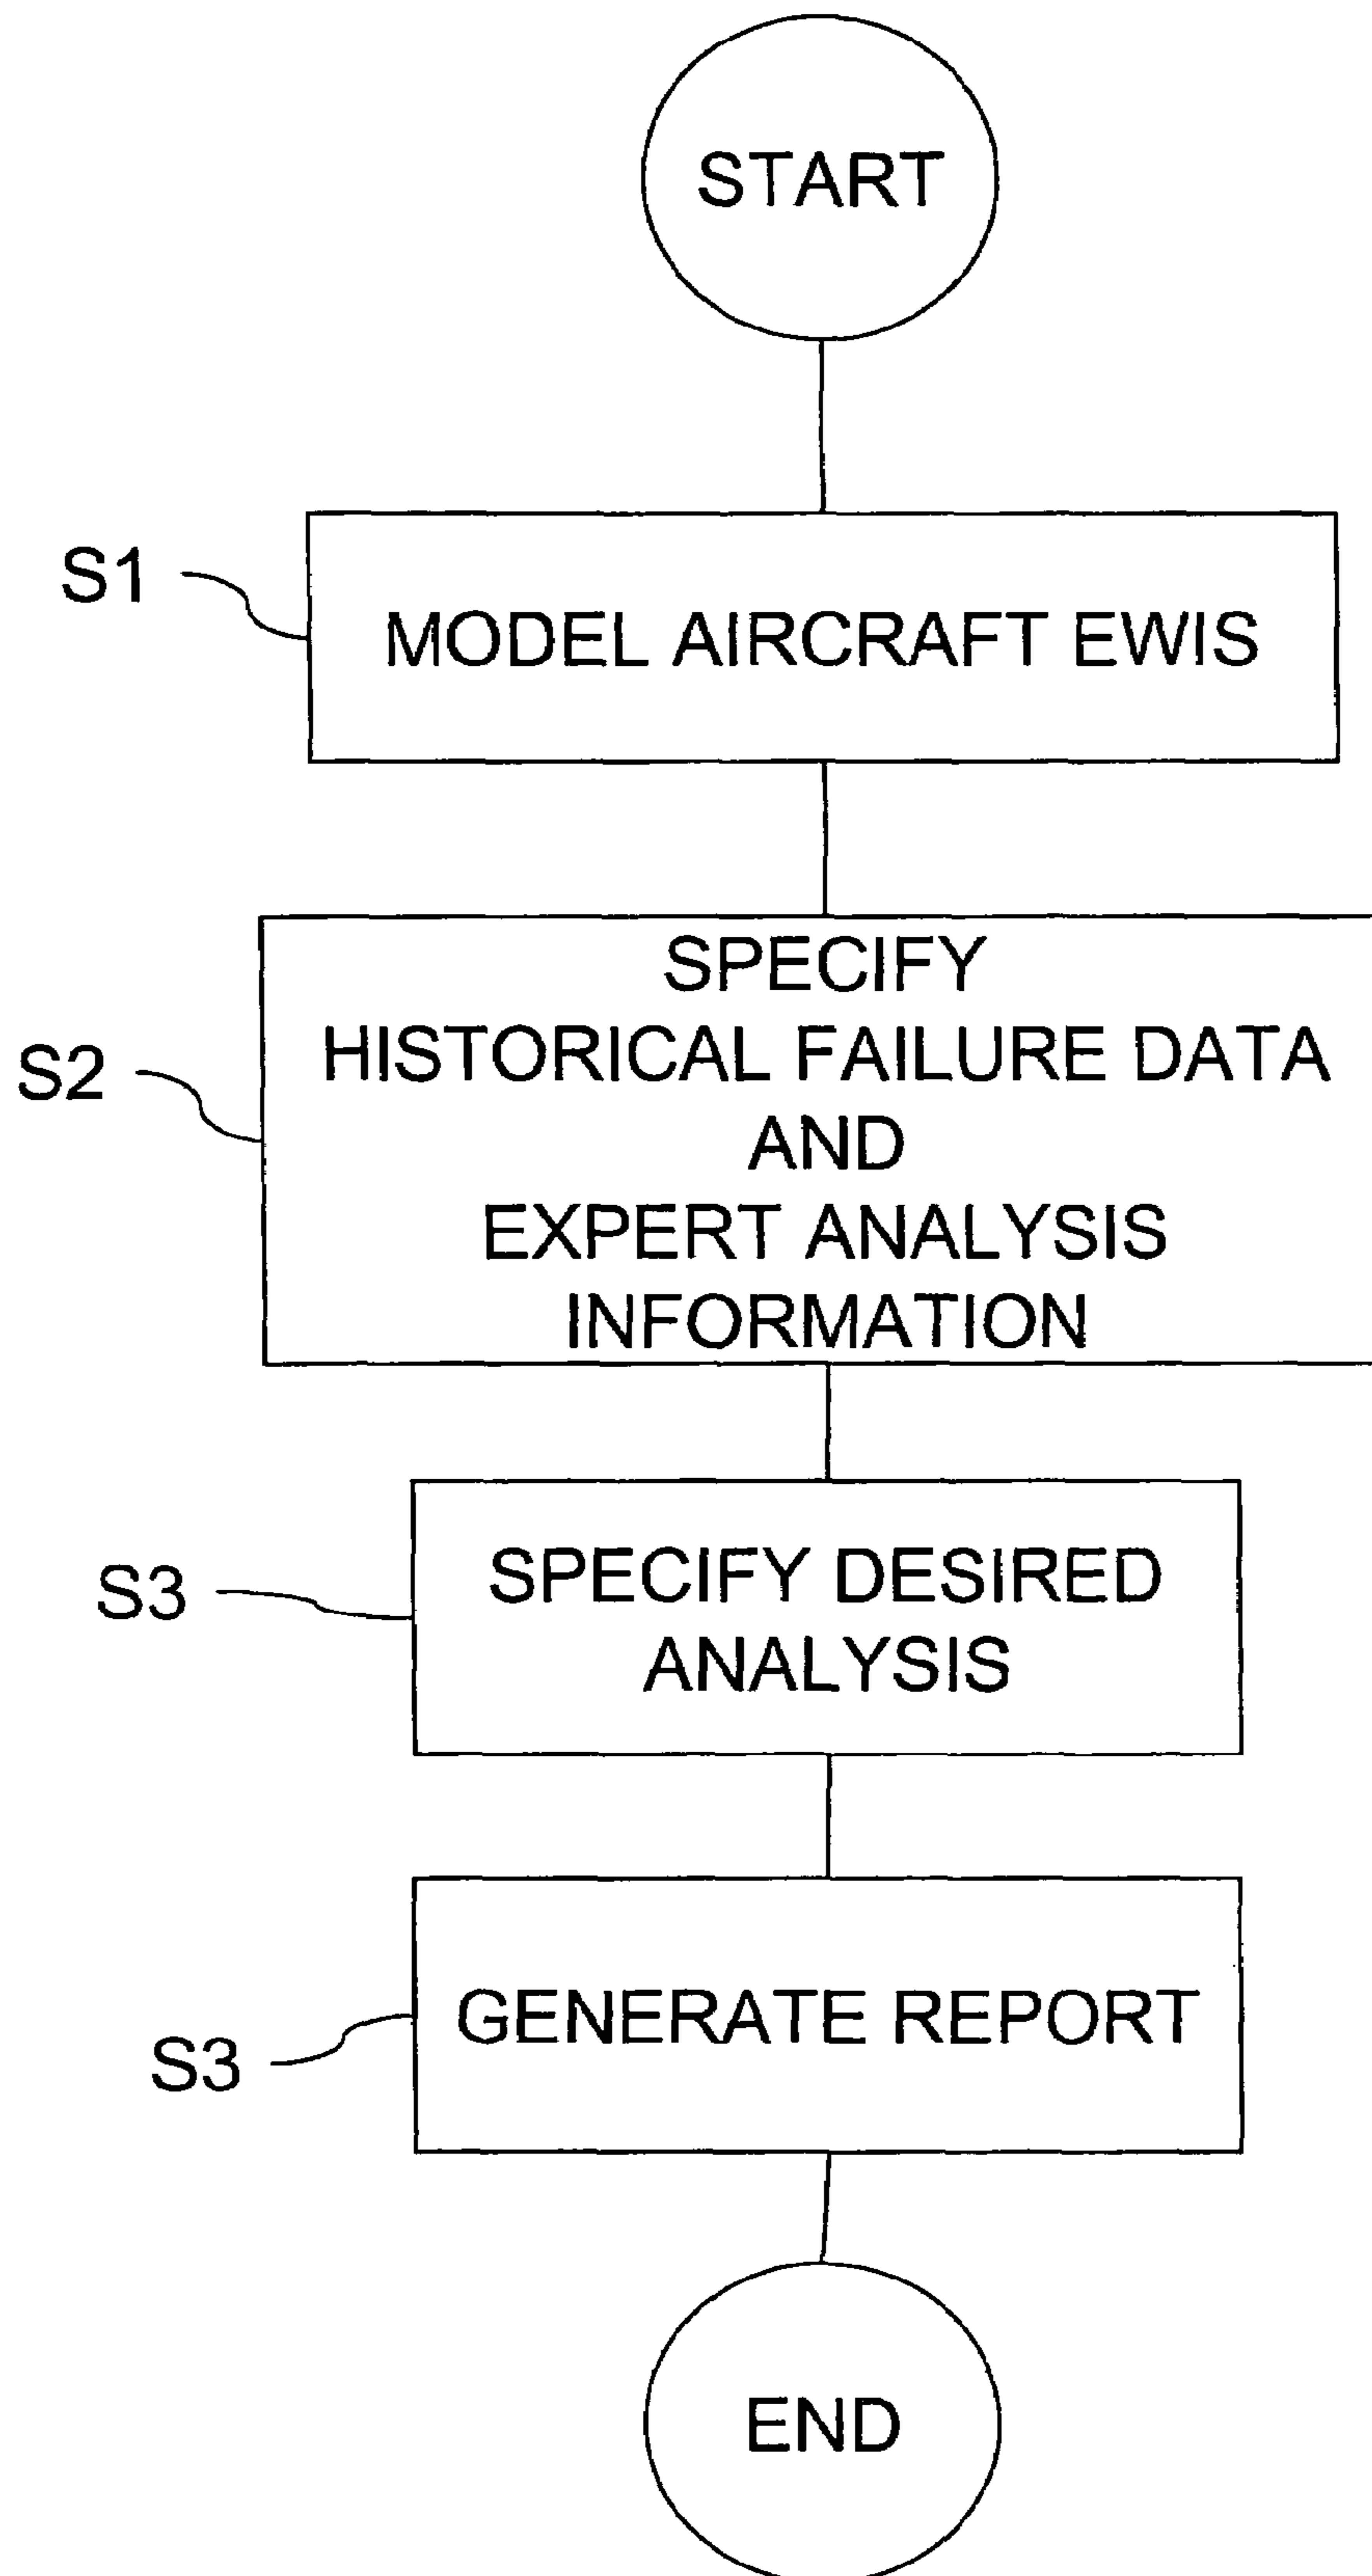 START
S1
MODEL AIRCRAFT EWIS
S2
SPECIFY
HISTORICAL FAILURE DATA
AND
EXPERT ANALYSIS
INFORMATION
S3
SPECIFY DESIRED
ANALYSIS
S3
GENERATE REPORT
END